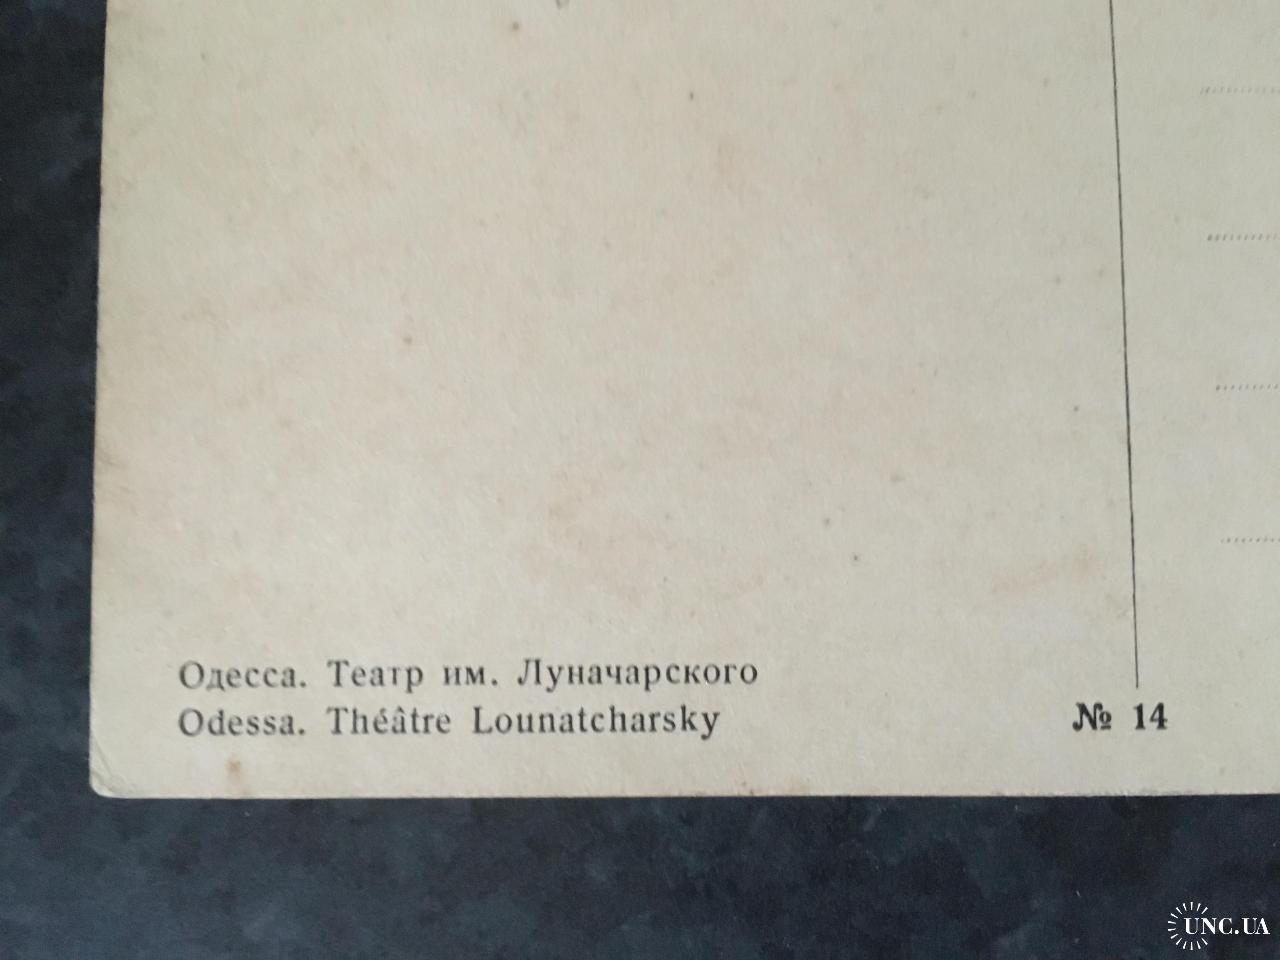 Одесса. Театр им. Луначарского
Odessa. Théâtre Lounatcharsky
№ 14
UNC.UA